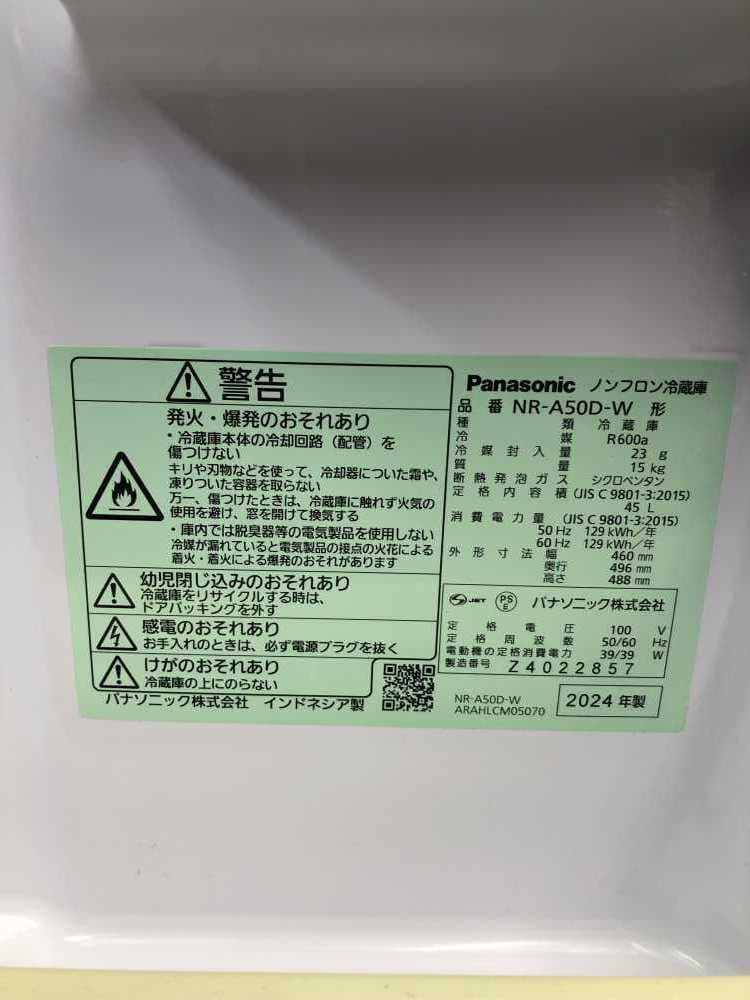 警告
発火・爆発のおそれあり
・冷蔵庫本体の冷却回路（配管）を
傷つけない
キリや刃物などを使って、冷却器についた霜や、
凍りついた容器を取らない
万一、傷つけたときは、冷蔵庫に触れず火気の
使用を避け、窓を開けて換気する
・庫内では脱臭器等の電気製品を使用しない
冷媒が漏れていると電気製品の接点の火花による
着火・着火による爆発のおそれがあります
幼児閉じ込みのおそれあり
冷蔵庫をリサイクルする時は、
ドアパッキングを外す
感電のおそれあり
お手入れのときは、必ず電源プラグを抜く
けがのおそれあり
冷蔵庫の上にのらない
パナソニック株式会社 インドネシア製
Panasonic ノンフロン冷蔵庫
品番 NR-A50D-W 形
種類 冷蔵庫
冷媒 R600a
冷媒封入量 23 g
質量 15 kg
断熱発泡ガス シクロペンタン
定格内容積 (JIS C 9801-3:2015)
45 L
消費電力量 (JIS C 9801-3:2015)
50 Hz 129 kWh／年
60 Hz 129 kWh／年
外形寸法 幅 460 mm
奥行 496 mm
高さ 488 mm
S JET PS E パナソニック株式会社
定格電圧 100 V
定格周波数 50/60 Hz
電動機の定格消費電力 39/39 W
製造番号 Z4022857
NR-A50D-W
ARAHLCM05070
2024 年製